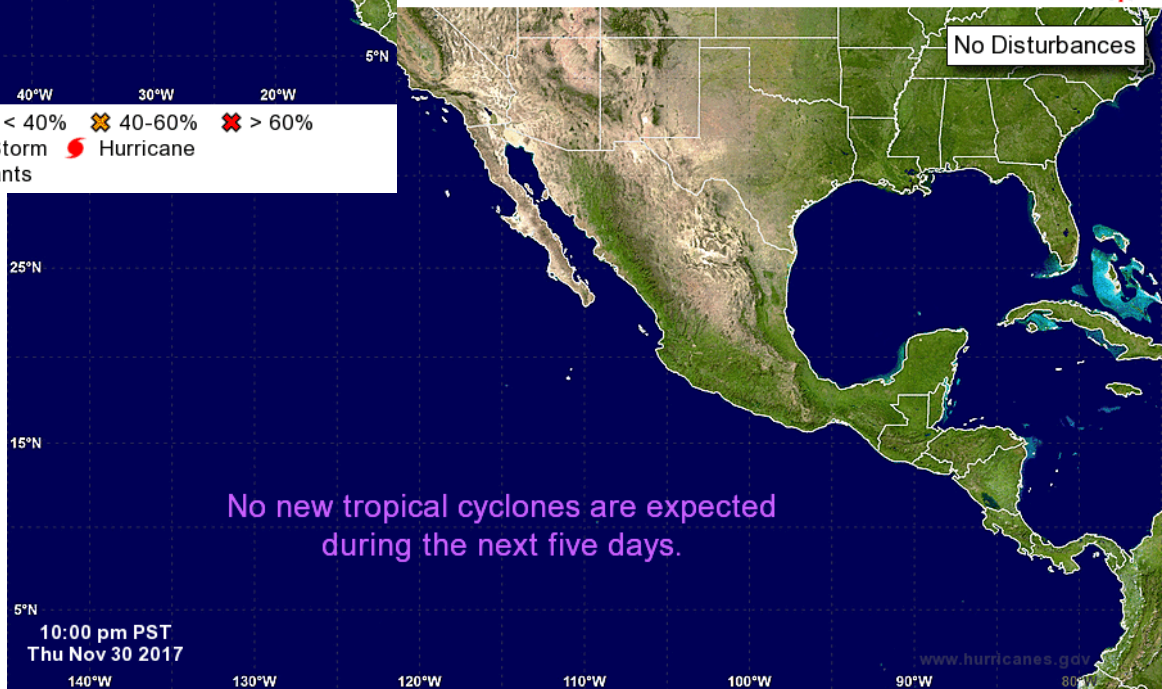 5°N
40°W 30°W 20°W
< 40% 40-60% > 60%
Storm Hurricane
nts
No Disturbances
25°N
15°N
No new tropical cyclones are expected
during the next five days.
5°N
10:00 pm PST
Thu Nov 30 2017
www.hurricanes.gov
140°W 130°W 120°W 110°W 100°W 90°W 80°W